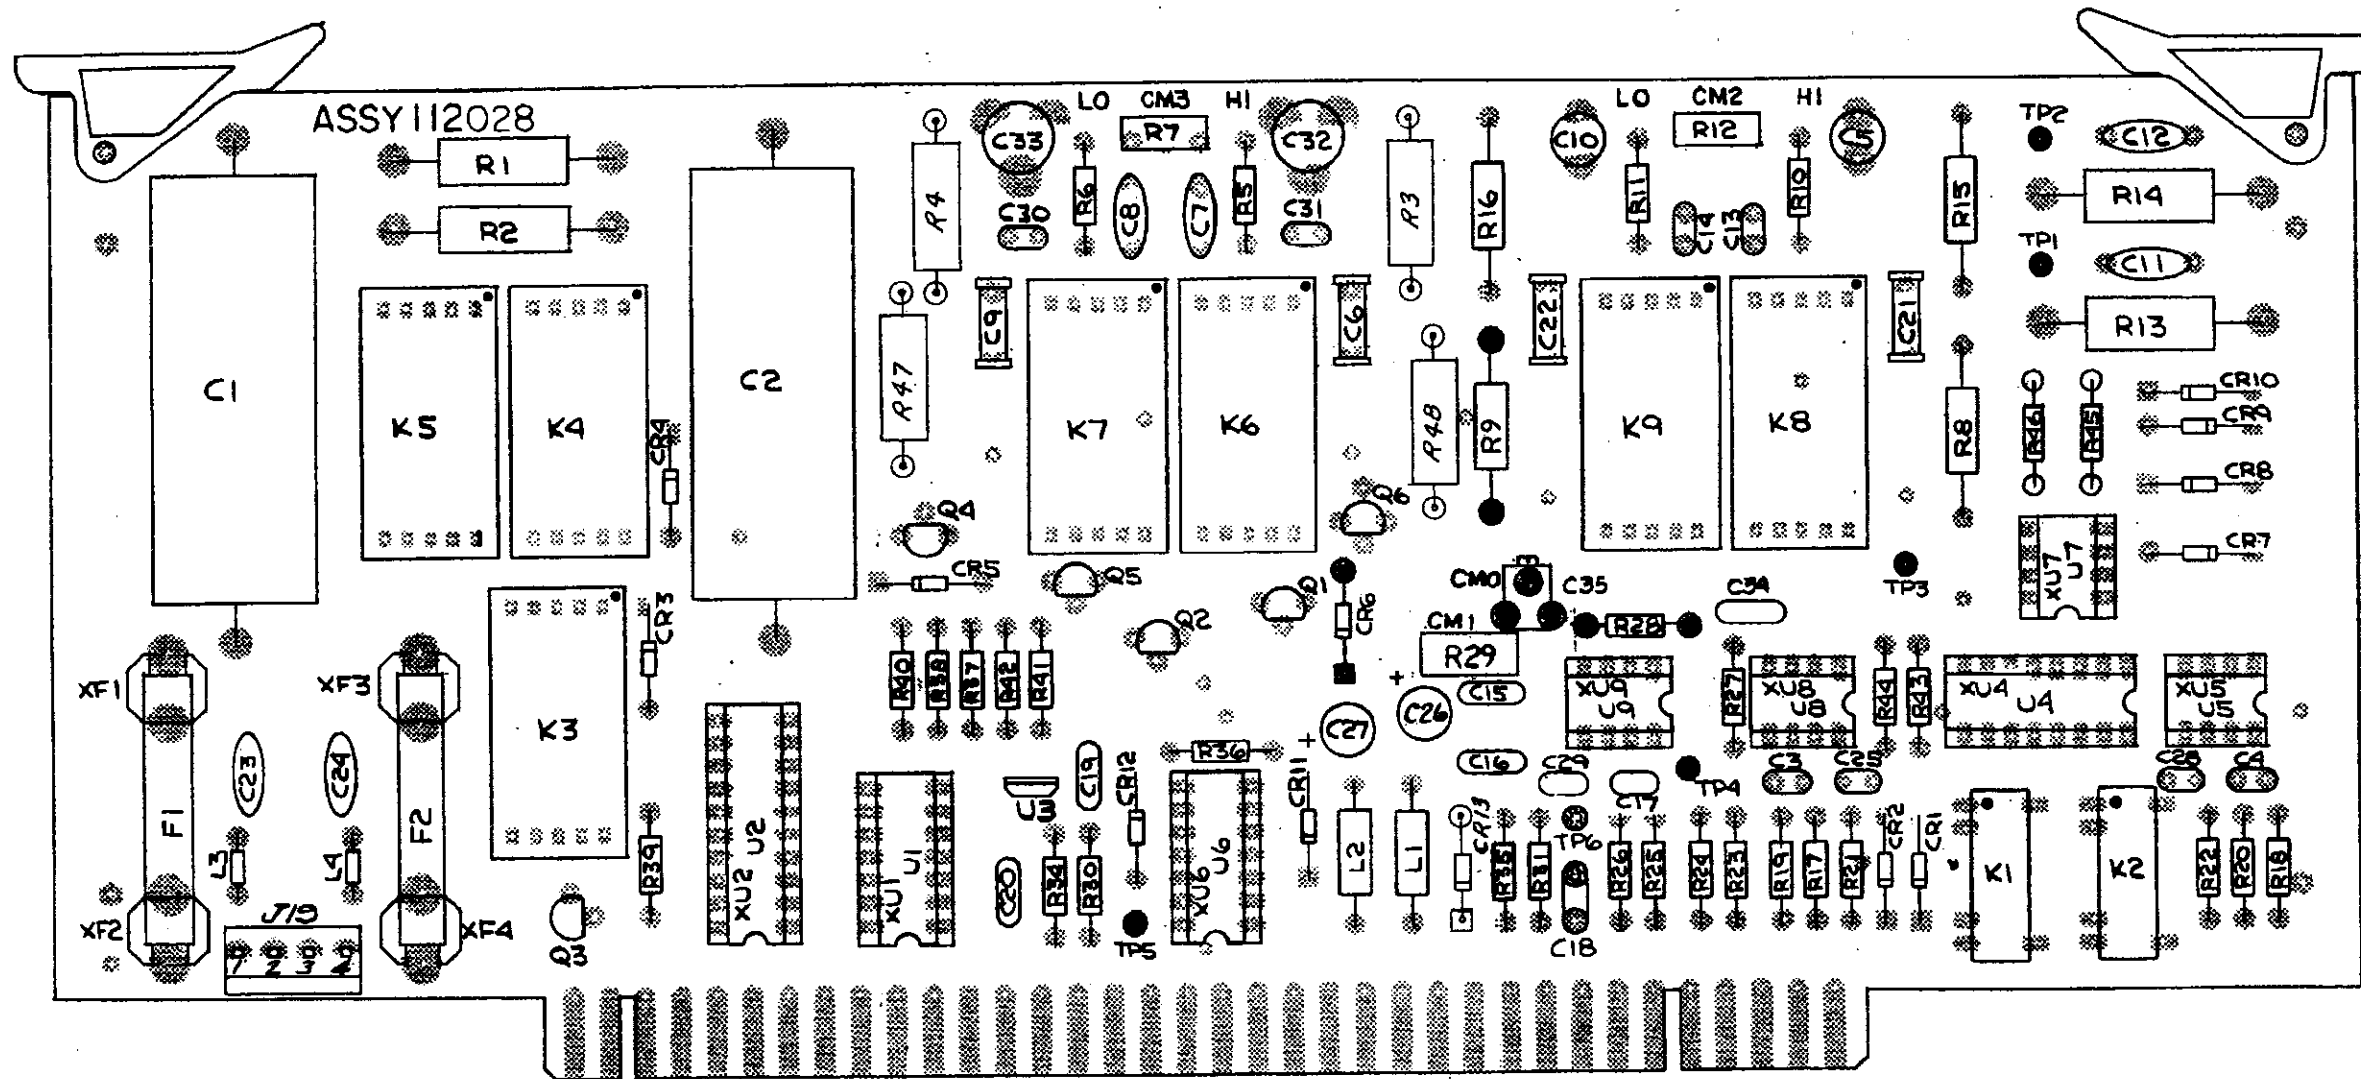 ASSY 112028
LO CM3 HI
LO CM2 HI
C33 R7 C32
C10 R12 C5
TP2 C12
R1
R2
R4
C30 R6 C8 C7 R5 C31
R3 R16
R11 C14 C13 R10
R15
R14
TP1 C11
R13
C1
K5 K4 CR4
C2
R47
C9 K7 K6 C6
R48 R9
C22 K9 K8 C21
R8 R46 R45
CR10
CR9
CR8
CR7
Q4
CR5
Q5
Q6
Q1
Q2
CR6
CM0 C35
C34
TP3
XU7 U7
CM1
R28
R29
C15
C26
C27
+
+
XF1 XF3
K3 CR3
R40 R38 R37 R42 R41
XU9
U9
R27
XU8
U8
R44 R43
XU4 U4
XU5
U5
C23 C24
F1 F2
L3 L4
R36
C19 CR12
CR11
C16 C29 C17
TP4
C3 C25
C28 C4
R39
XU2 U2
XU1 U1
U3
C20 R34 R30
XU6 U6
L2 L1
CR13 R35 R31
TP6
R26 R25 R24 R23 R19 R17 R21
CR2 CR1
K1 K2
R22 R20 R18
XF2 J19 XF4
1 2 3 4
Q3
TP5
C18